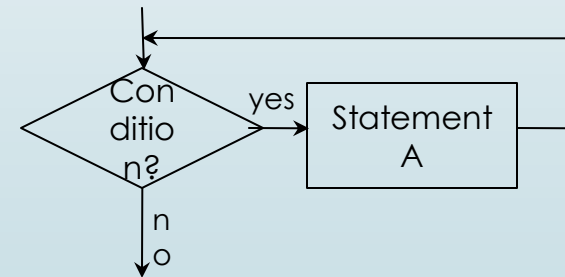 Con
ditio
n?
yes
Statement
A
n
o